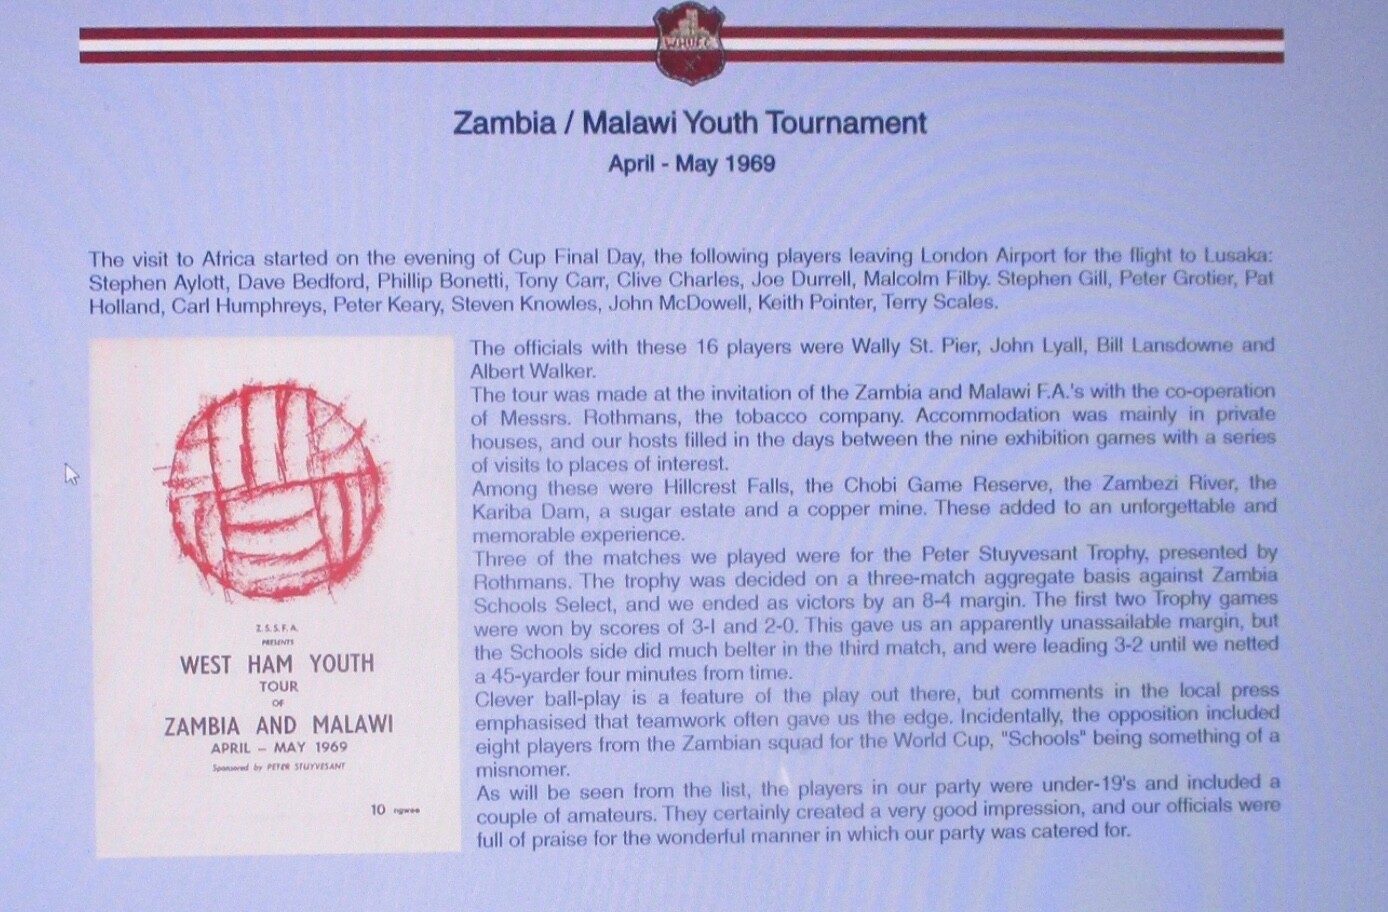 WHUFC
Zambia / Malawi Youth Tournament
April - May 1969
The visit to Africa started on the evening of Cup Final Day, the following players leaving London Airport for the flight to Lusaka:
Stephen Aylott, Dave Bedford, Phillip Bonetti, Tony Carr, Clive Charles, Joe Durrell, Malcolm Filby. Stephen Gill, Peter Grotier, Pat
Holland, Carl Humphreys, Peter Keary, Steven Knowles, John McDowell, Keith Pointer, Terry Scales.
The officials with these 16 players were Wally St. Pier, John Lyall, Bill Lansdowne and
Albert Walker.
The tour was made at the invitation of the Zambia and Malawi F.A.'s with the co-operation
of Messrs. Rothmans, the tobacco company. Accommodation was mainly in private
houses, and our hosts filled in the days between the nine exhibition games with a series
of visits to places of interest.
Among these were Hillcrest Falls, the Chobi Game Reserve, the Zambezi River, the
Kariba Dam, a sugar estate and a copper mine. These added to an unforgettable and
memorable experience.
Three of the matches we played were for the Peter Stuyvesant Trophy, presented by
Rothmans. The trophy was decided on a three-match aggregate basis against Zambia
Schools Select, and we ended as victors by an 8-4 margin. The first two Trophy games
were won by scores of 3-l and 2-0. This gave us an apparently unassailable margin, but
the Schools side did much belter in the third match, and were leading 3-2 until we netted
a 45-yarder four minutes from time.
Clever ball-play is a feature of the play out there, but comments in the local press
emphasised that teamwork often gave us the edge. Incidentally, the opposition included
eight players from the Zambian squad for the World Cup, "Schools" being something of a
misnomer.
As will be seen from the list, the players in our party were under-19's and included a
couple of amateurs. They certainly created a very good impression, and our officials were
full of praise for the wonderful manner in which our party was catered for.
Z.S.S.F.A.
PRESENTS
WEST HAM YOUTH
TOUR
OF
ZAMBIA AND MALAWI
APRIL – MAY 1969
Sponsored by PETER STUYVESANT
10 ngwee